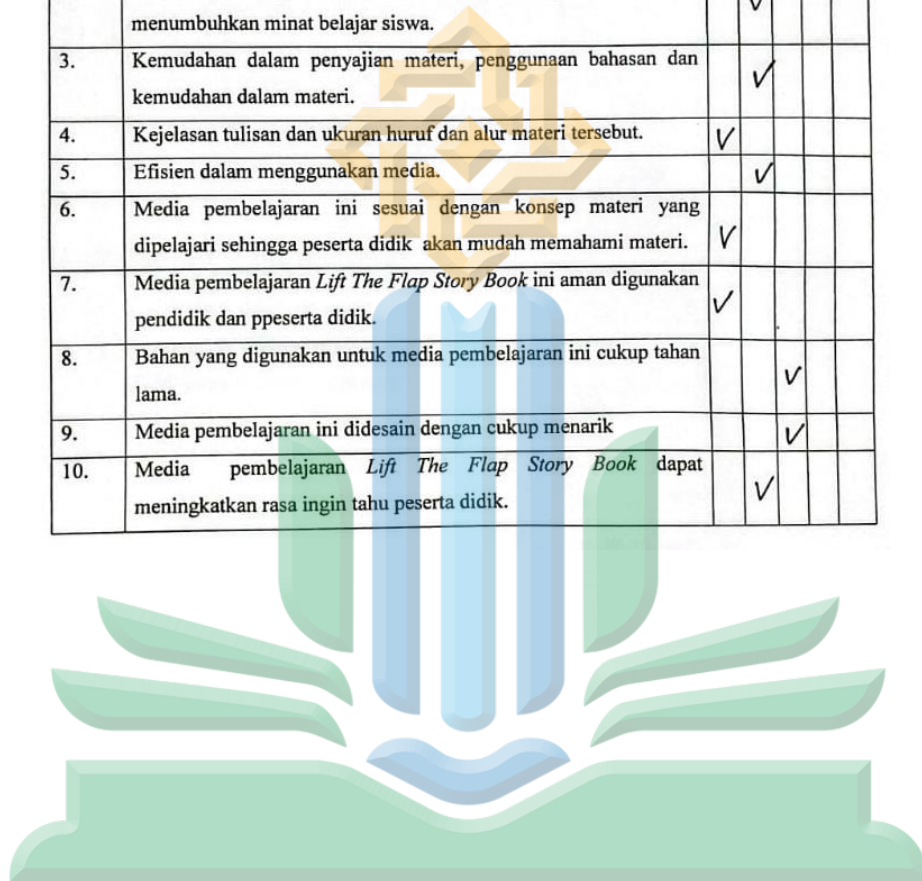 menumbuhkan minat belajar siswa. ✓
3. Kemudahan dalam penyajian materi, penggunaan bahasan dan ✓
kemudahan dalam materi.
4. Kejelasan tulisan dan ukuran huruf dan alur materi tersebut. ✓
5. Efisien dalam menggunakan media. ✓
6. Media pembelajaran ini sesuai dengan konsep materi yang
dipelajari sehingga peserta didik akan mudah memahami materi. ✓
7. Media pembelajaran Lift The Flap Story Book ini aman digunakan ✓
pendidik dan ppeserta didik.
8. Bahan yang digunakan untuk media pembelajaran ini cukup tahan ✓
lama.
9. Media pembelajaran ini didesain dengan cukup menarik ✓
10. Media pembelajaran Lift The Flap Story Book dapat
meningkatkan rasa ingin tahu peserta didik. ✓